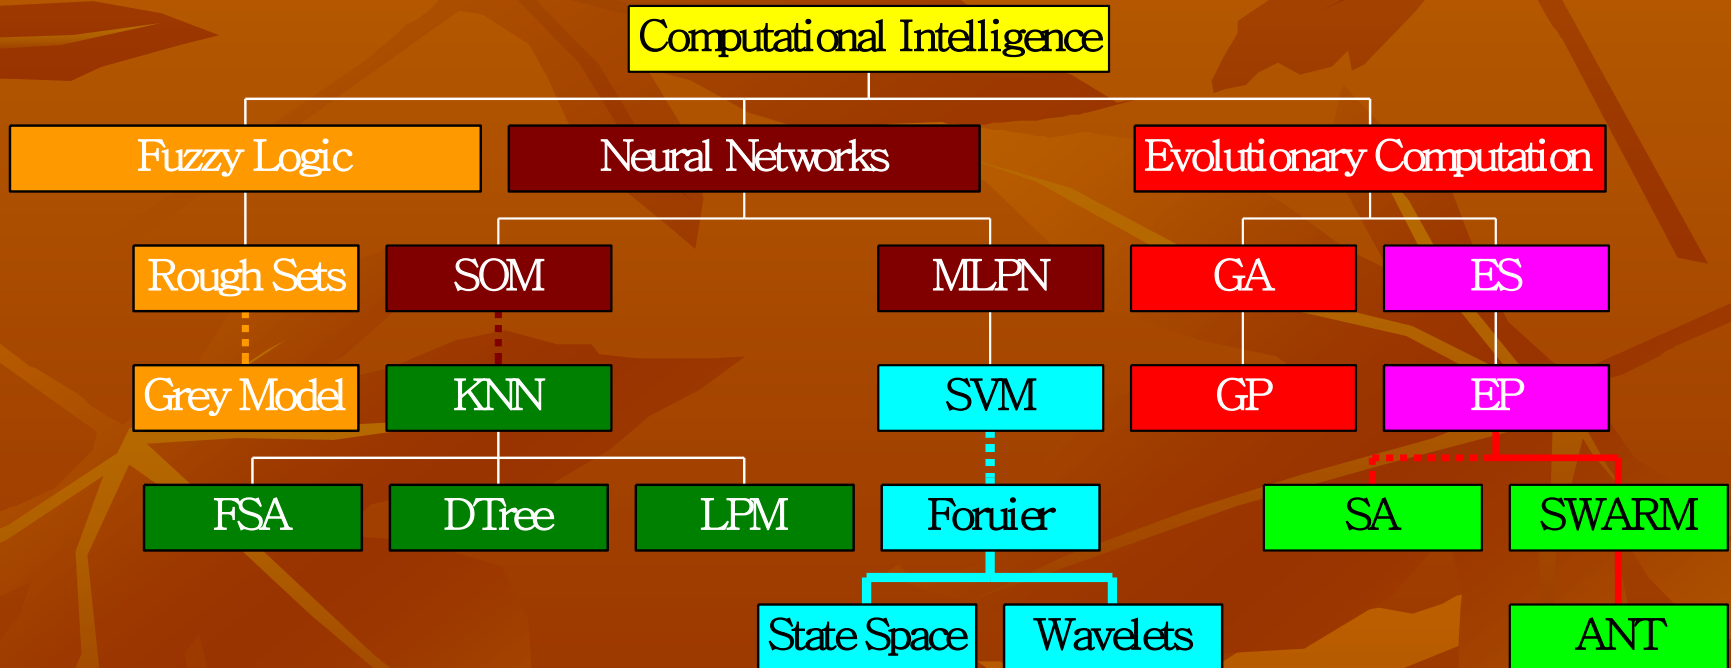 Computational Intelligence
Fuzzy Logic
Neural Networks
Evolutionary Computation
Rough Sets
SOM
MLPN
GA
ES
Grey Model
KNN
SVM
GP
EP
FSA
DTree
LPM
Foruier
SA
SWARM
State Space
Wavelets
ANT